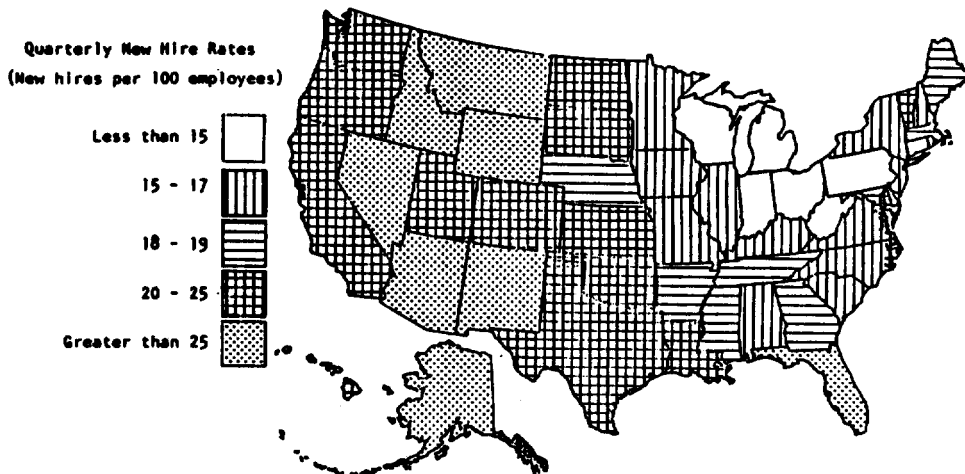 Quarterly New Hire Rates
(New hires per 100 employees)
Less than 15
15 - 17
18 - 19
20 - 25
Greater than 25